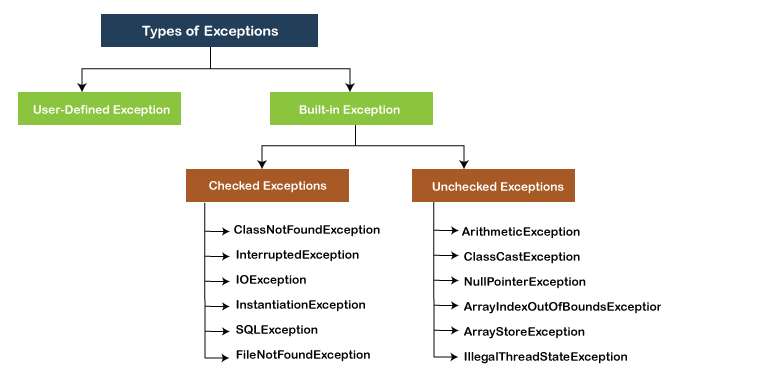 Types of Exceptions
User-Defined Exception
Built-in Exception
Checked Exceptions
Unchecked Exceptions
ClassNotFoundException
InterruptedException
IOException
InstantiationException
SQLException
FileNotFoundException
ArithmeticException
ClassCastException
NullPointerException
ArrayIndexOutOfBoundsException
ArrayStoreException
IllegalThreadStateException